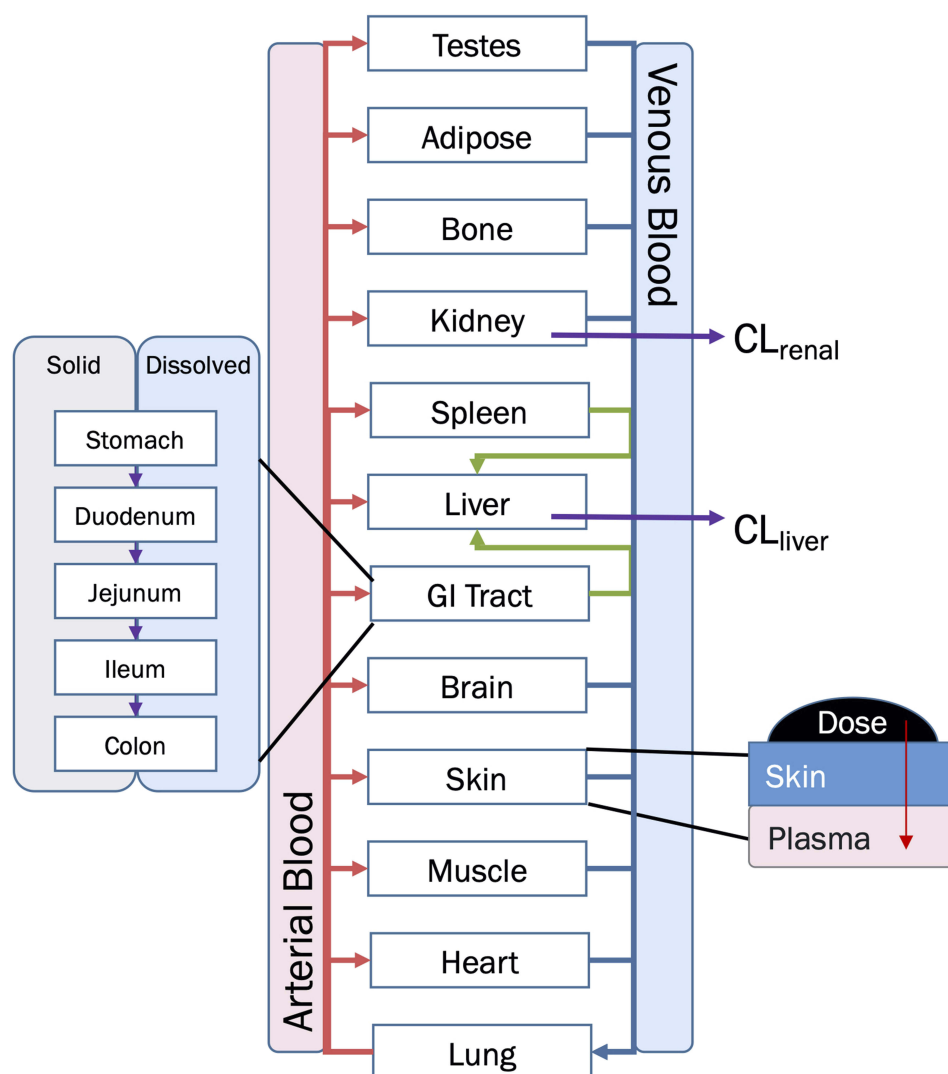 Testes
Adipose
Bone
Kidney
Spleen
Liver
GI Tract
Brain
Skin
Muscle
Heart
Lung
Arterial Blood
Venous Blood
CLrenal
CLliver
Solid
Dissolved
Stomach
Duodenum
Jejunum
Ileum
Colon
Dose
Skin
Plasma